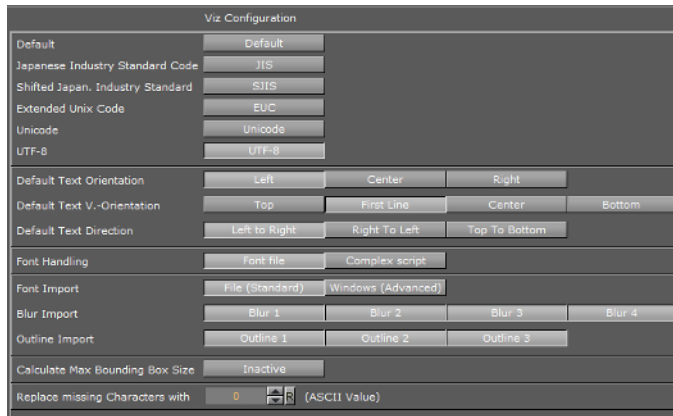 Viz Configuration
Default Default
Japanese Industry Standard Code JIS
Shifted Japan. Industry Standard SJIS
Extended Unix Code EUC
Unicode Unicode
UTF-8 UTF-8
Default Text Orientation Left Center Right
Default Text V.-Orientation Top First Line Center Bottom
Default Text Direction Left to Right Right To Left Top To Bottom
Font Handling Font file Complex script
Font Import File (Standard) Windows (Advanced)
Blur Import Blur 1 Blur 2 Blur 3 Blur 4
Outline Import Outline 1 Outline 2 Outline 3
Calculate Max Bounding Box Size Inactive
Replace missing Characters with 0 R (ASCII Value)